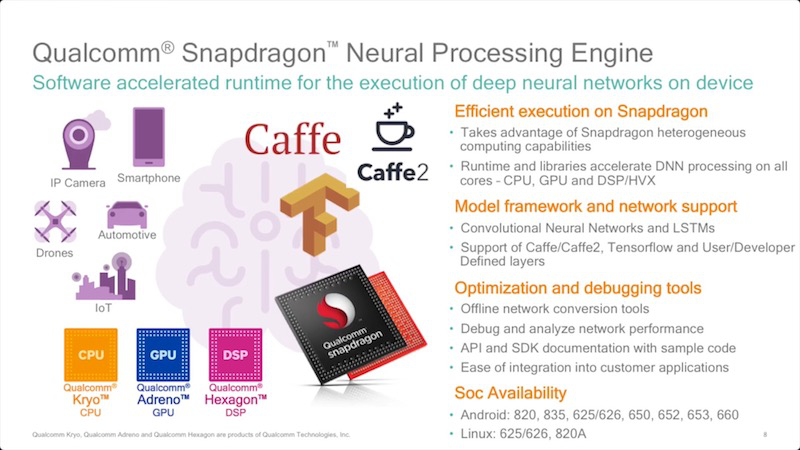 Qualcomm® Snapdragon™ Neural Processing Engine
Software accelerated runtime for the execution of deep neural networks on device
IP Camera
Smartphone
Drones
Automotive
IoT
Caffe
Caffe2
Qualcomm
snapdragon
CPU
GPU
DSP
Qualcomm®
Kryo™
CPU
Qualcomm®
Adreno™
GPU
Qualcomm®
Hexagon™
DSP
Efficient execution on Snapdragon
• Takes advantage of Snapdragon heterogeneous
computing capabilities
• Runtime and libraries accelerate DNN processing on all
cores - CPU, GPU and DSP/HVX
Model framework and network support
• Convolutional Neural Networks and LSTMs
• Support of Caffe/Caffe2, Tensorflow and User/Developer
Defined layers
Optimization and debugging tools
• Offline network conversion tools
• Debug and analyze network performance
• API and SDK documentation with sample code
• Ease of integration into customer applications
Soc Availability
• Android: 820, 835, 625/626, 650, 652, 653, 660
• Linux: 625/626, 820A
Qualcomm Kryo, Qualcomm Adreno and Qualcomm Hexagon are products of Qualcomm Technologies, Inc.
8